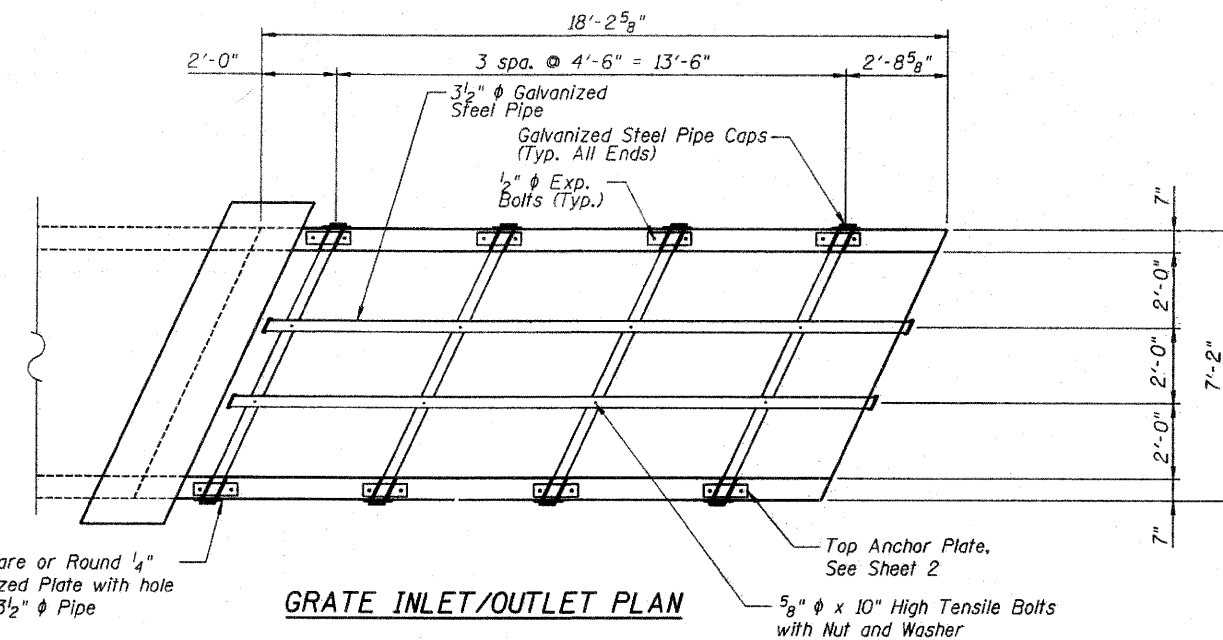 18'-2 5/8"
2'-0"
3 spa. @ 4'-6" = 13'-6"
2'-8 5/8"
3 1/2" ϕ Galvanized
Steel Pipe
Galvanized Steel Pipe Caps
(Typ. All Ends)
1/2" ϕ Exp.
Bolts (Typ.)
7"
2'-0"
2'-0"
7'-2"
2'-0"
7"
are or Round 1/4"
zed Plate with hole
3 1/2" ϕ Pipe
GRATE INLET/OUTLET PLAN
Top Anchor Plate,
See Sheet 2
5/8" ϕ x 10" High Tensile Bolts
with Nut and Washer